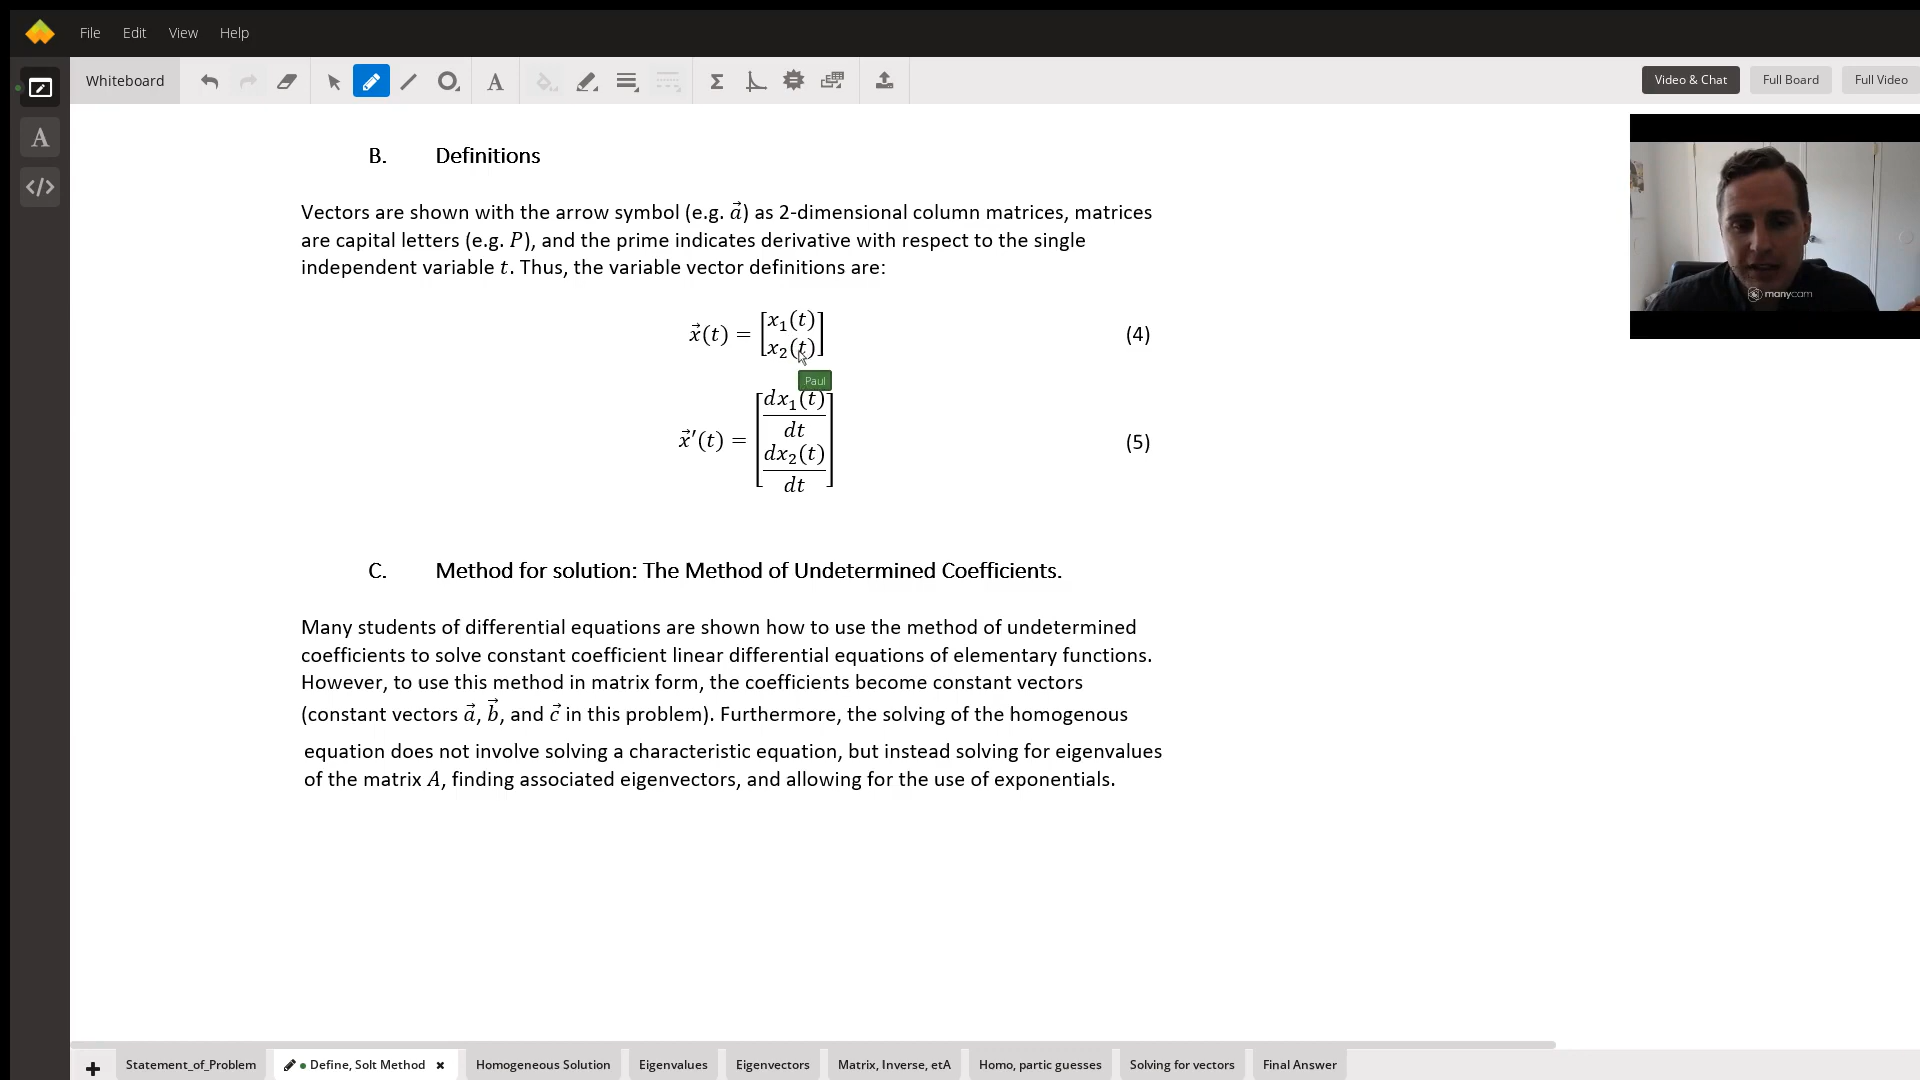 File Edit View Help
Whiteboard A Σ Video & Chat Full Board Full Video
A
</>
B. Definitions
Vectors are shown with the arrow symbol (e.g. a⃗) as 2-dimensional column matrices, matrices
are capital letters (e.g. P), and the prime indicates derivative with respect to the single
independent variable t. Thus, the variable vector definitions are:
x⃗(t) = [x₁(t) x₂(t)] (4)
Paul
x⃗′(t) = [dx₁(t)/dt dx₂(t)/dt] (5)
manycam
C. Method for solution: The Method of Undetermined Coefficients.
Many students of differential equations are shown how to use the method of undetermined
coefficients to solve constant coefficient linear differential equations of elementary functions.
However, to use this method in matrix form, the coefficients become constant vectors
(constant vectors a⃗, b⃗, and c⃗ in this problem). Furthermore, the solving of the homogenous
equation does not involve solving a characteristic equation, but instead solving for eigenvalues
of the matrix A, finding associated eigenvectors, and allowing for the use of exponentials.
Statement_of_Problem Define, Solt Method Homogeneous Solution Eigenvalues Eigenvectors Matrix, Inverse, etA Homo, partic guesses Solving for vectors Final Answer